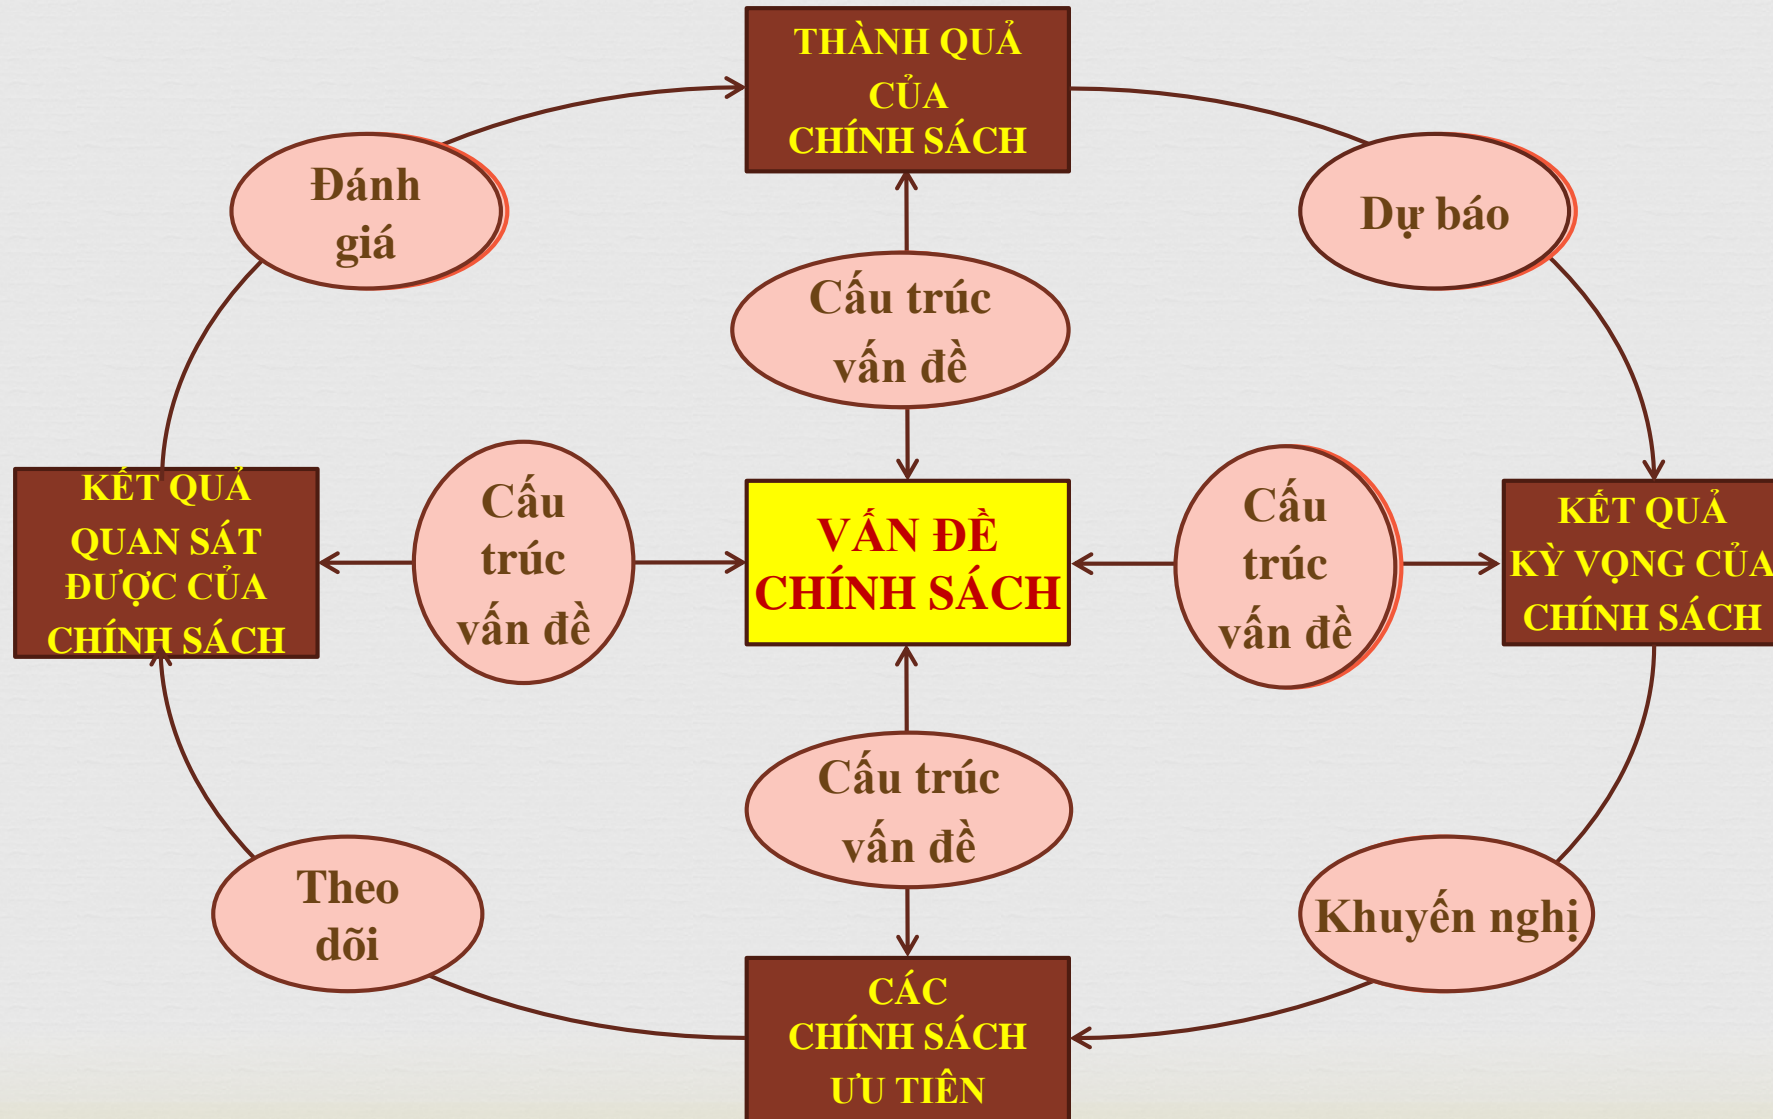 THÀNH QUẢ
CỦA
CHÍNH SÁCH
Đánh
giá
Dự báo
Cấu trúc
vấn đề
KẾT QUẢ
QUAN SÁT
ĐƯỢC CỦA
CHÍNH SÁCH
Cấu
trúc
vấn đề
VẤN ĐỀ
CHÍNH SÁCH
Cấu
trúc
vấn đề
KẾT QUẢ
KỲ VỌNG CỦA
CHÍNH SÁCH
Cấu trúc
vấn đề
Theo
dõi
Khuyến nghị
CÁC
CHÍNH SÁCH
ƯU TIÊN